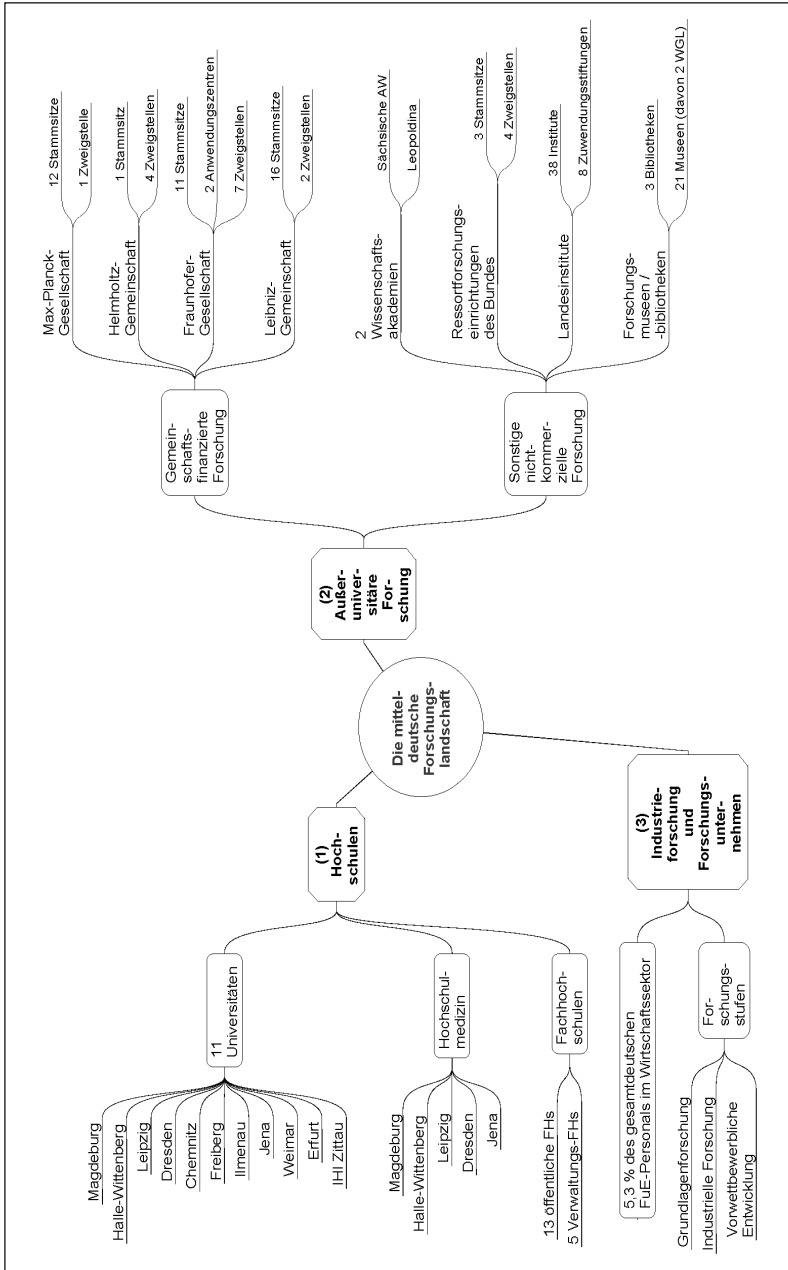 Die mittel-
deutsche
Forschungs-
landschaft
(1)
Hoch-
schulen
11
Universitäten
Magdeburg
Halle-Wittenberg
Leipzig
Dresden
Chemnitz
Freiberg
Ilmenau
Jena
Weimar
Erfurt
IHI Zittau
Hochschul-
medizin
Magdeburg
Halle-Wittenberg
Leipzig
Dresden
Jena
Fachhoch-
schulen
13 öffentliche FHs
5 Verwaltungs-FHs
(2)
Außer-
univer-
sitäre
For-
schung
Gemein-
schafts-
finanzierte
Forschung
Max-Planck-
Gesellschaft
12 Stammsitze
1 Zweigstelle
Helmholtz-
Gemeinschaft
1 Stammsitz
4 Zweigstellen
Fraunhofer-
Gesellschaft
11 Stammsitze
2 Anwendungszentren
7 Zweigstellen
Leibniz-
Gemeinschaft
16 Stammsitze
2 Zweigstellen
Sonstige
nicht-
kommer-
zielle
Forschung
2
Wissenschafts-
akademien
Sächsische AW
Leopoldina
Ressortforschungs-
einrichtungen
des Bundes
3 Stammsitze
4 Zweigstellen
Landesinstitute
38 Institute
8 Zuwendungsstiftungen
Forschungs-
museen /
-bibliotheken
3 Bibliotheken
21 Museen (davon 2 WGL)
(3)
Industrie-
forschung
und
Forschungs-
unter-
nehmen
5,3 % des gesamtdeutschen
FuE-Personals im Wirtschaftssektor
For-
schungs-
stufen
Grundlagenforschung
Industrielle Forschung
Vorwettbewerbliche
Entwicklung